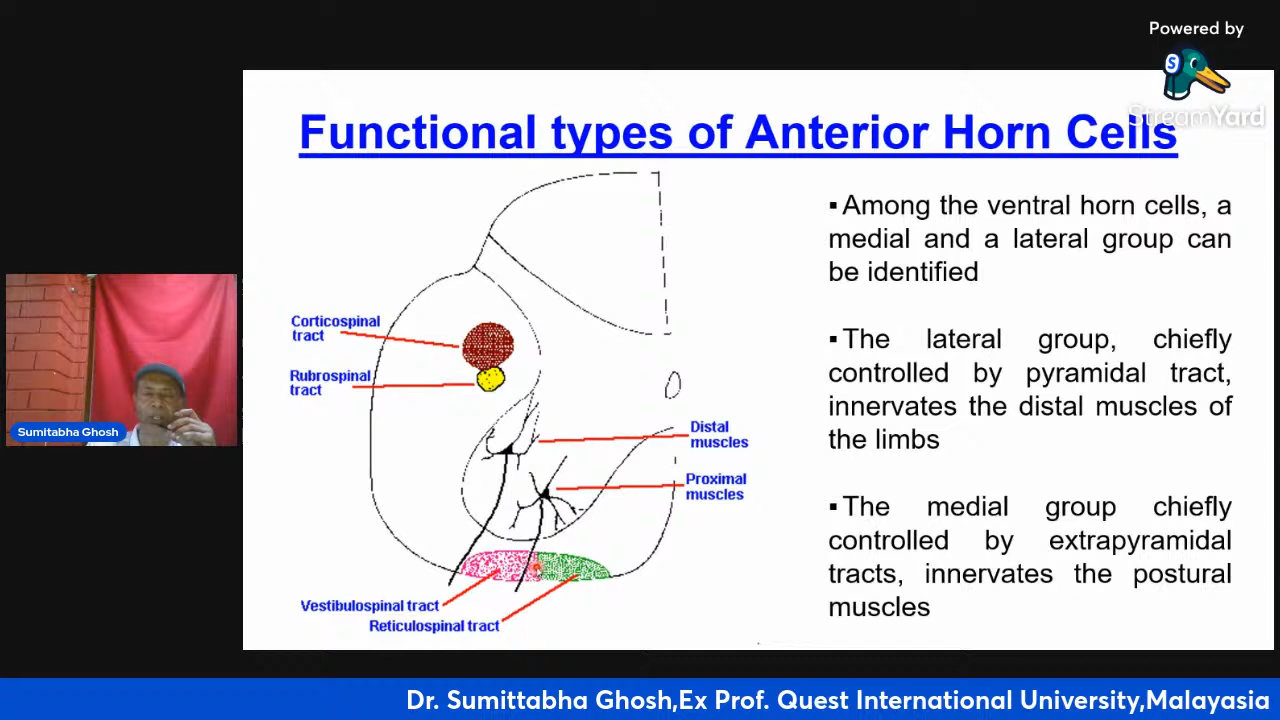 Powered by
S
StreamYard
Functional types of Anterior Horn Cells
▪Among the ventral horn cells, a
medial and a lateral group can
be identified
▪The lateral group, chiefly
controlled by pyramidal tract,
innervates the distal muscles of
the limbs
▪The medial group chiefly
controlled by extrapyramidal
tracts, innervates the postural
muscles
Corticospinal
tract
Rubrospinal
tract
Distal
muscles
Proximal
muscles
Vestibulospinal tract
Reticulospinal tract
Sumitabha Ghosh
Dr. Sumittabha Ghosh,Ex Prof. Quest International University,Malayasia